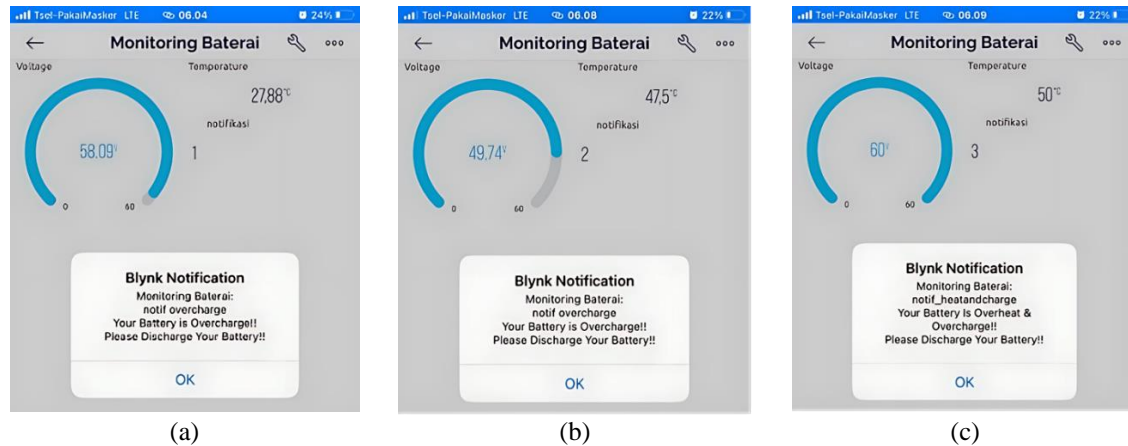 Tsel-PakaiMasker LTE 06.04 24%
Monitoring Baterai
Voltage Temperature
27,88°C
notifikasi
58.09V 1
0 60
Blynk Notification
Monitoring Baterai:
notif overcharge
Your Battery is Overcharge!!
Please Discharge Your Battery!!
OK
(a)
Tsel-PakaiMasker LTE 06.08 22%
Monitoring Baterai
Voltage Temperature
47,5°C
notifikasi
49.74V 2
0 60
Blynk Notification
Monitoring Baterai:
notif overcharge
Your Battery is Overcharge!!
Please Discharge Your Battery!!
OK
(b)
Tsel-PakaiMasker LTE 06.09 22%
Monitoring Baterai
Voltage Temperature
50°C
notifikasi
60V 3
0 60
Blynk Notification
Monitoring Baterai:
notif_heatandcharge
Your Battery Is Overheat &
Overcharge!!
Please Discharge Your Battery!!
OK
(c)